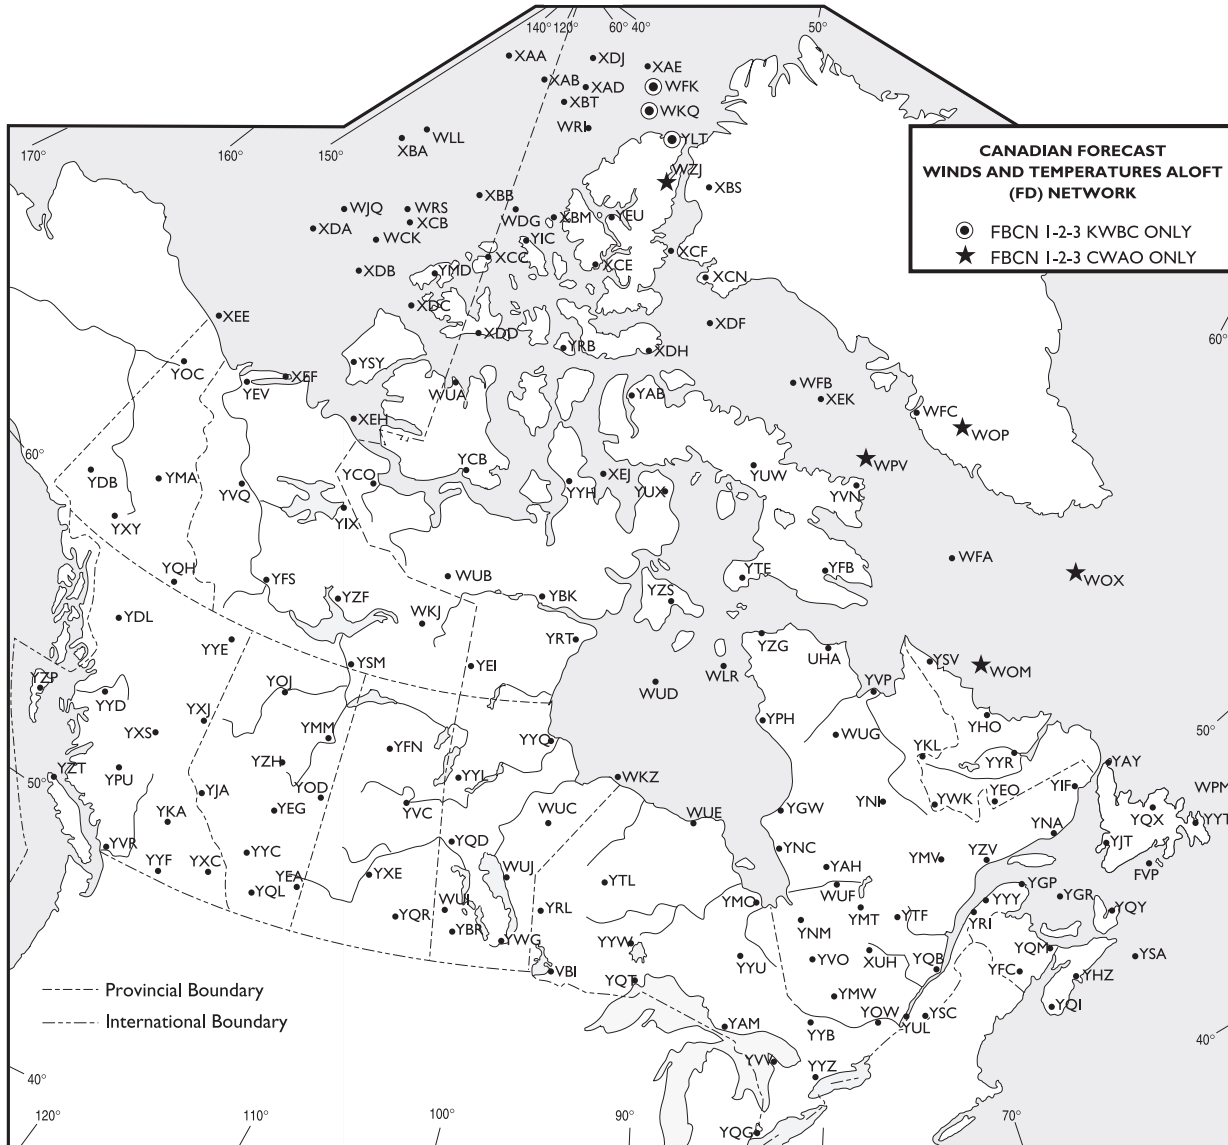 140° 120° 60° 40° 50°
XAA
XDJ
XAE
XAB
XAD
WFK
XBT
WKQ
WRI
YLT
170° 160° 150°
WLL
XBA
CANADIAN FORECAST
WINDS AND TEMPERATURES ALOFT
(FD) NETWORK
FBCN 1-2-3 KWBC ONLY
FBCN 1-2-3 CWAO ONLY
WZJ
XBS
XBB
WJQ
WRS
WDG
XBM
YEU
XDA
XCB
WCK
YIC
XCC
XCF
XCE
XDB
YMD
XCN
XDC
XEE
XDF
XDD
YRB
XDH
60°
YOC
YSY
XEF
YEV
WUA
YAB
WFB
XEK
WFC
XEH
WOP
60°
YDB
YMA
YVQ
YCO
YCB
XEJ
YYH
YUX
YUW
WPV
YVN
YXY
YIX
WFA
YQH
YFS
WUB
YTE
YFB
WOX
YZF
YBK
YZS
YDL
WKJ
YYE
YRT
YZG
UHA
YSM
YEI
WLR
YSV
WOM
YZP
YYD
YOJ
WUD
YVP
YXJ
YPH
YHO
50°
YXS
YMM
YFN
YYQ
WUG
YKL
YYR
YZH
YZT
YPU
YYL
WKZ
YAY
50°
YJA
YOD
YEG
YVC
WUC
WUE
YGW
YNI
YWK
YEO
YIF
WPM
YKA
YQX
YYT
YVR
YYF
YXC
YYC
YQD
YNC
YAH
YMV
YZV
YNA
YJT
FVP
YEA
YQL
YXE
WUJ
YTL
WUF
YGP
YGR
YQR
WUI
YRL
YMO
YMT
YTF
YYY
YRI
YQY
YBR
YWG
YNM
YYW
YVO
XUH
YQB
YQM
YSA
VBI
YQT
YYU
YFC
YHZ
Provincial Boundary
International Boundary
YMW
YQI
YAM
YYB
YOW
YUL
YSC
40°
YVV
YYZ
40°
120° 110° 100° 90° 70°
YQG